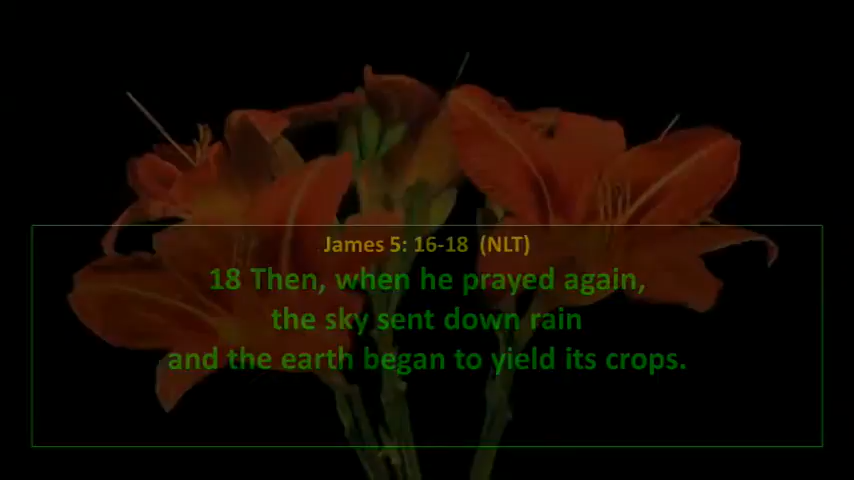 James 5: 16-18 (NLT)
18 Then, when he prayed again,
the sky sent down rain
and the earth began to yield its crops.